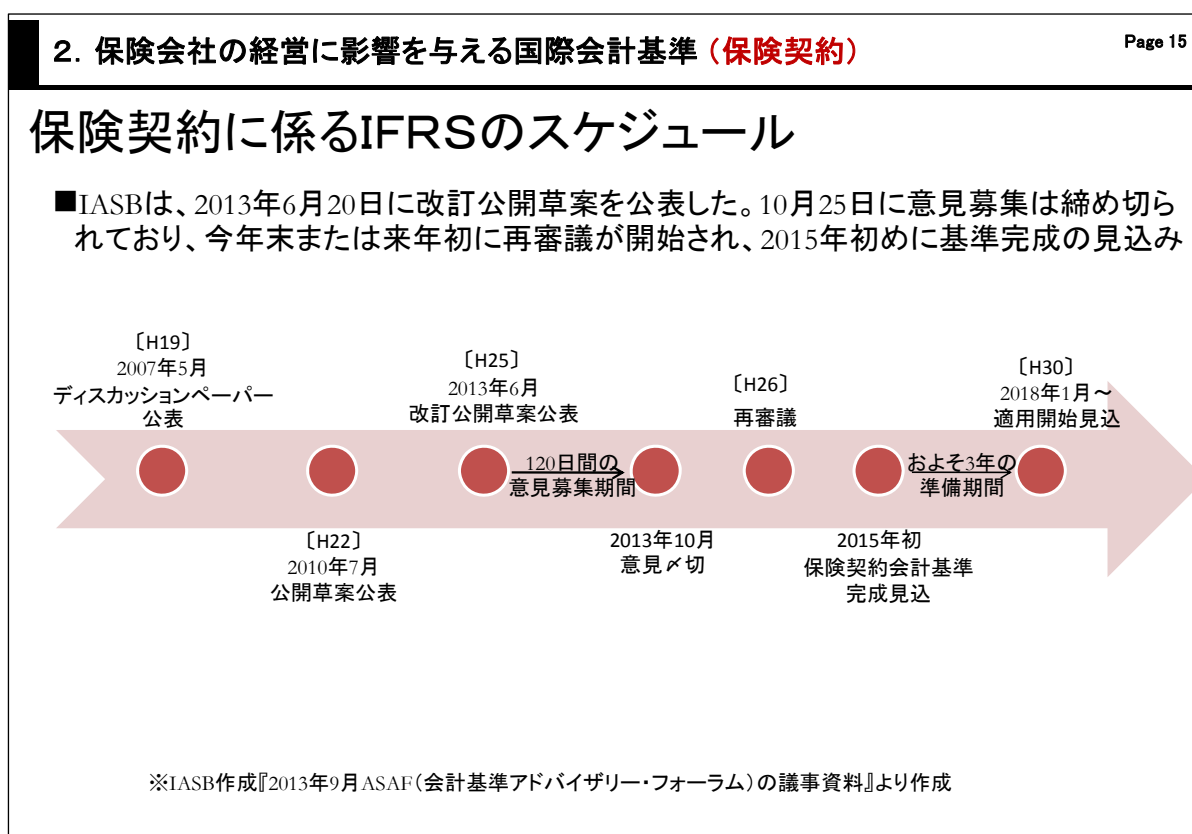 2．保険会社の経営に影響を与える国際会計基準（保険契約）
Page 15
保険契約に係るIFRSのスケジュール
■IASBは、2013年6月20日に改訂公開草案を公表した。10月25日に意見募集は締め切ら
れており、今年末または来年初に再審議が開始され、2015年初めに基準完成の見込み
〔H19〕
2007年5月
ディスカッションペーパー
公表
〔H22〕
2010年7月
公開草案公表
〔H25〕
2013年6月
改訂公開草案公表
120日間の
意見募集期間
2013年10月
意見〆切
〔H26〕
再審議
2015年初
保険契約会計基準
完成見込
およそ3年の
準備期間
〔H30〕
2018年1月～
適用開始見込
※IASB作成『2013年9月ASAF（会計基準アドバイザリー・フォーラム）の議事資料』より作成